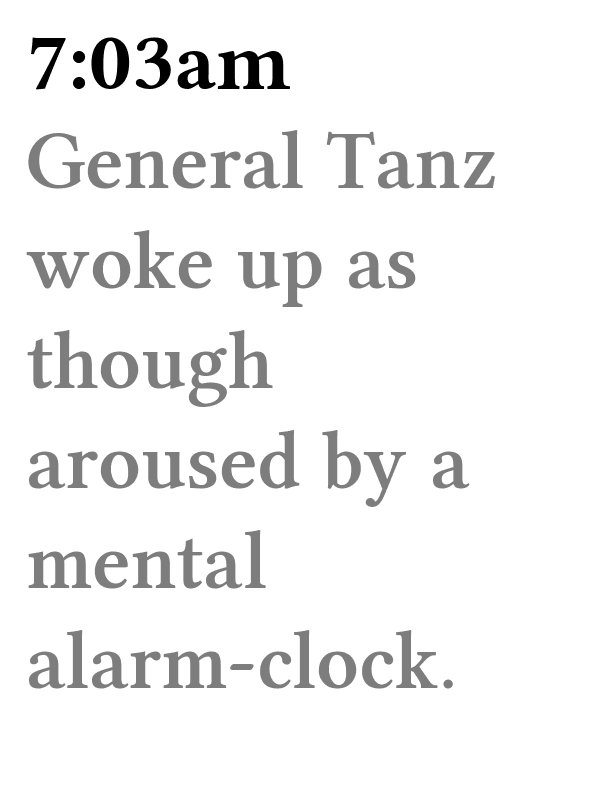 7:03am
General Tanz
woke up as
though
aroused by a
mental
alarm-clock.